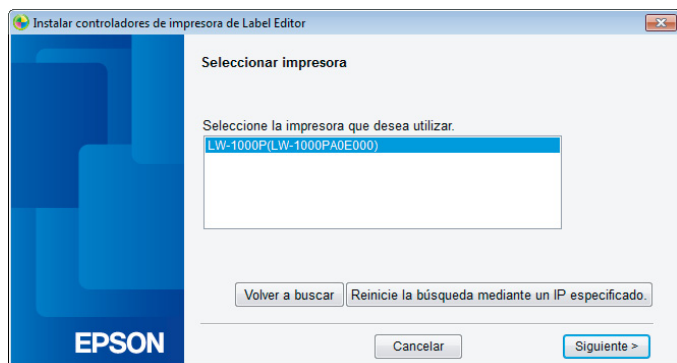 Instalar controladores de impresora de Label Editor
Seleccionar impresora
Seleccione la impresora que desea utilizar.
LW-1000P(LW-1000PA0E000)
Volver a buscar
Reinicie la búsqueda mediante un IP especificado.
EPSON
Cancelar
Siguiente >